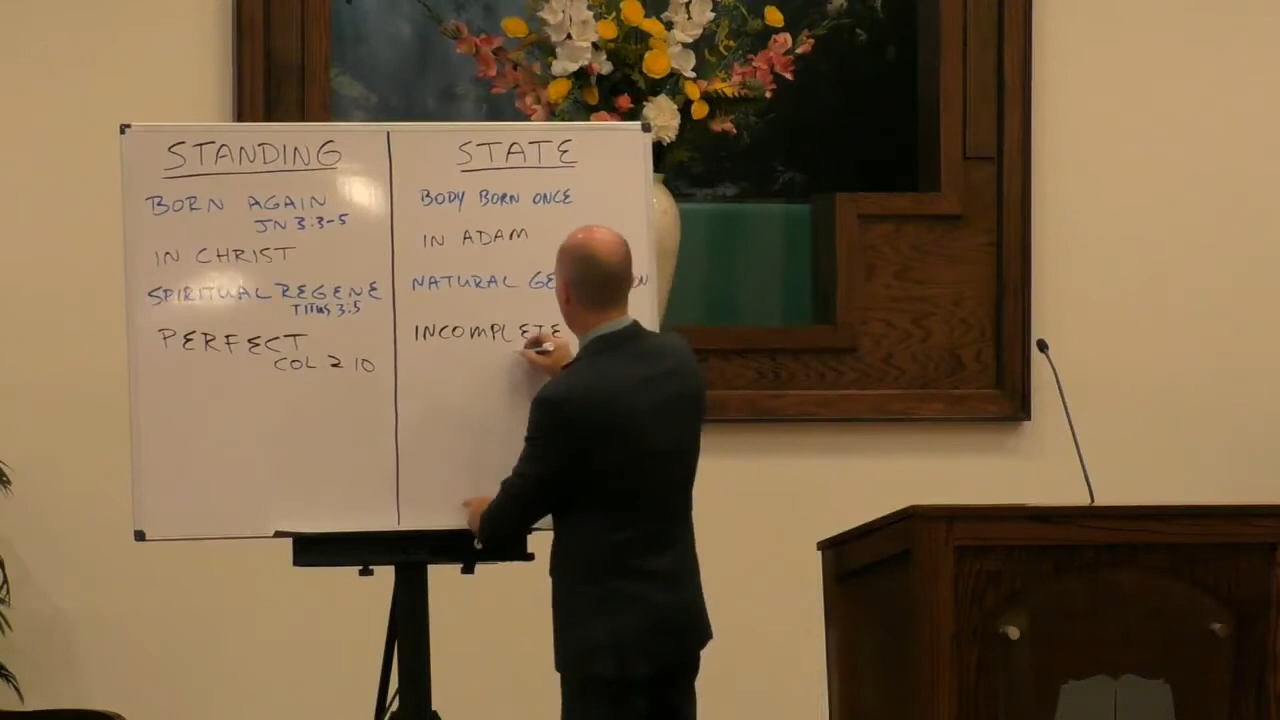 STANDING
BORN AGAIN
JN 3:3-5
IN CHRIST
SPIRITUAL REGENE
TITUS 3:5
PERFECT
COL 2 10
STATE
BODY BORN ONCE
IN ADAM
NATURAL
INCOMPLETE